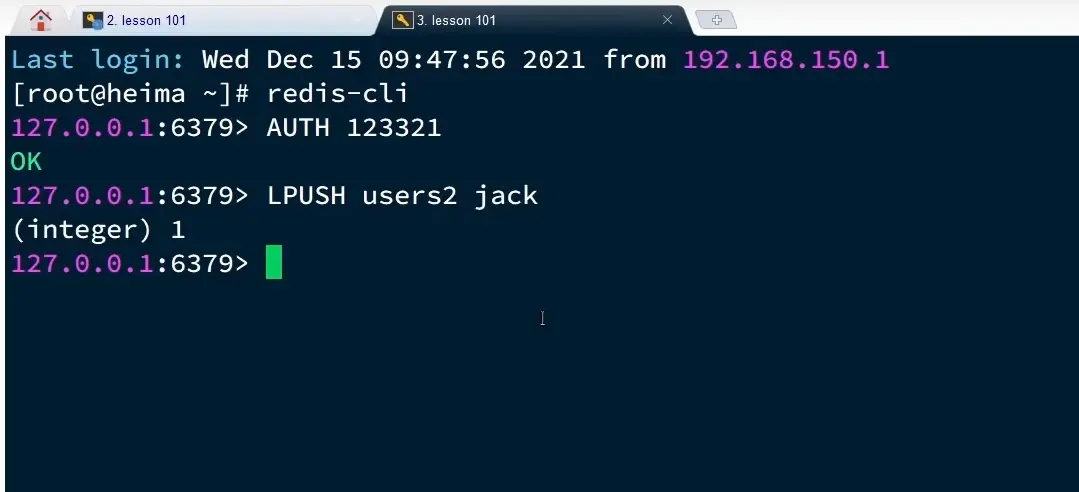 2. lesson 101
3. lesson 101
Last login: Wed Dec 15 09:47:56 2021 from 192.168.150.1
[root@heima ~]# redis-cli
127.0.0.1:6379> AUTH 123321
OK
127.0.0.1:6379> LPUSH users2 jack
(integer) 1
127.0.0.1:6379>